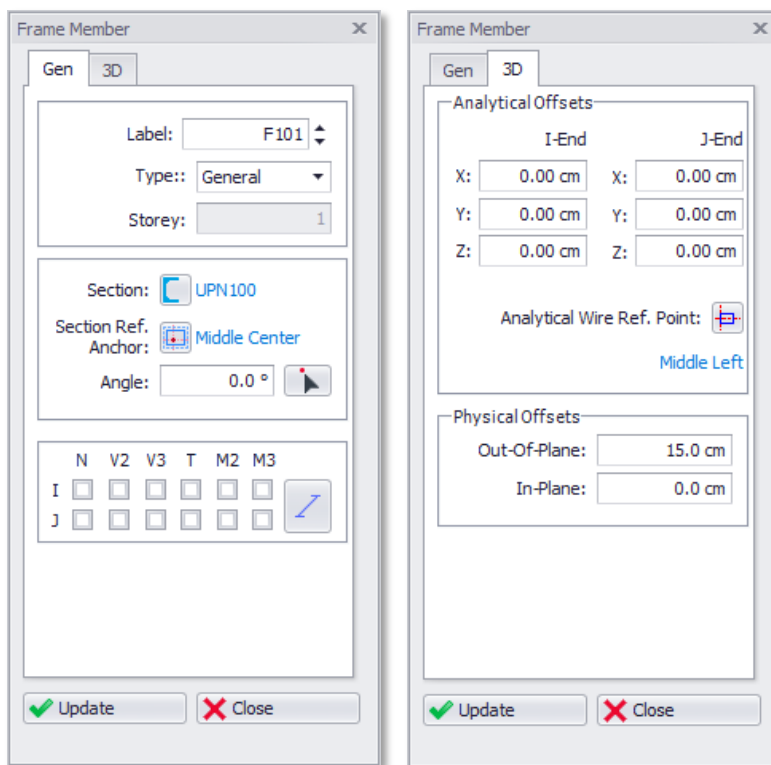 Frame Member
Gen 3D
Label: F101
Type:: General
Storey: 1
Section: UPN100
Section Ref.
Anchor: Middle Center
Angle: 0.0 °
N V2 V3 T M2 M3
I
J
Update Close
Frame Member
Gen 3D
Analytical Offsets
I-End J-End
X: 0.00 cm X: 0.00 cm
Y: 0.00 cm Y: 0.00 cm
Z: 0.00 cm Z: 0.00 cm
Analytical Wire Ref. Point:
Middle Left
Physical Offsets
Out-Of-Plane: 15.0 cm
In-Plane: 0.0 cm
Update Close